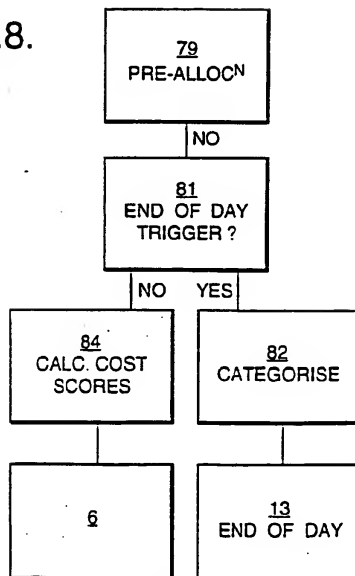 8.
79
PRE-ALLOCN
NO
81
END OF DAY
TRIGGER ?
NO YES
84
CALC. COST
SCORES
82
CATEGORISE
6
13
END OF DAY